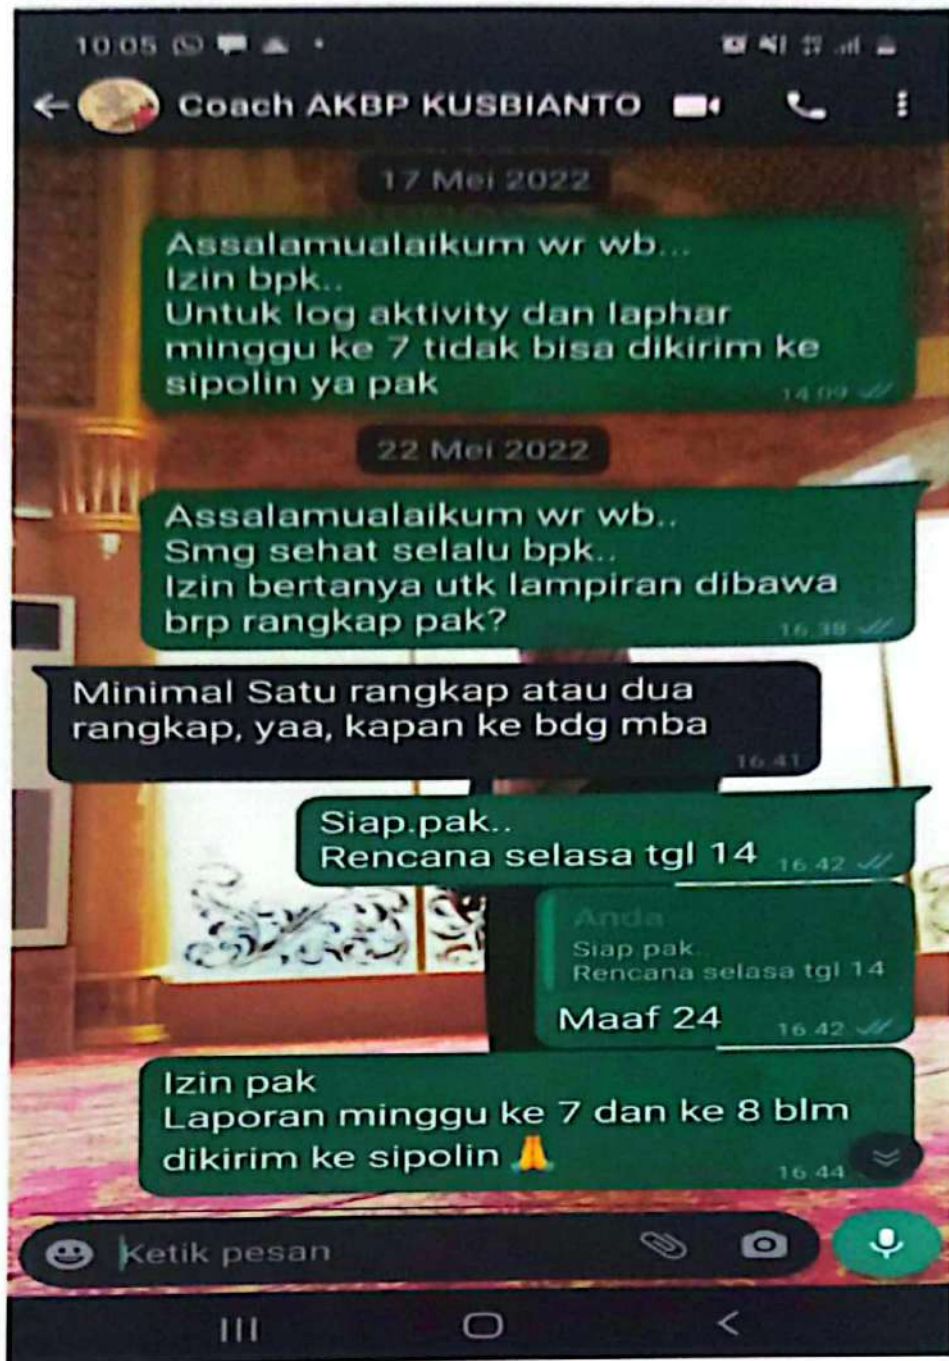 10:05
Coach AKBP KUSBIANTO
17 Mei 2022
Assalamualaikum wr wb...
Izin bpk..
Untuk log aktivity dan laphar
minggu ke 7 tidak bisa dikirim ke
sipolin ya pak
14.09
22 Mei 2022
Assalamualaikum wr wb..
Smg sehat selalu bpk..
Izin bertanya utk lampiran dibawa
brp rangkap pak?
16.38
Minimal Satu rangkap atau dua
rangkap, yaa, kapan ke bdg mba
16.41
Siap.pak..
Rencana selasa tgl 14
16.42
Anda
Siap pak.
Rencana selasa tgl 14
Maaf 24
16.42
Izin pak
Laporan minggu ke 7 dan ke 8 blm
dikirim ke sipolin 🙏
16.44
Ketik pesan